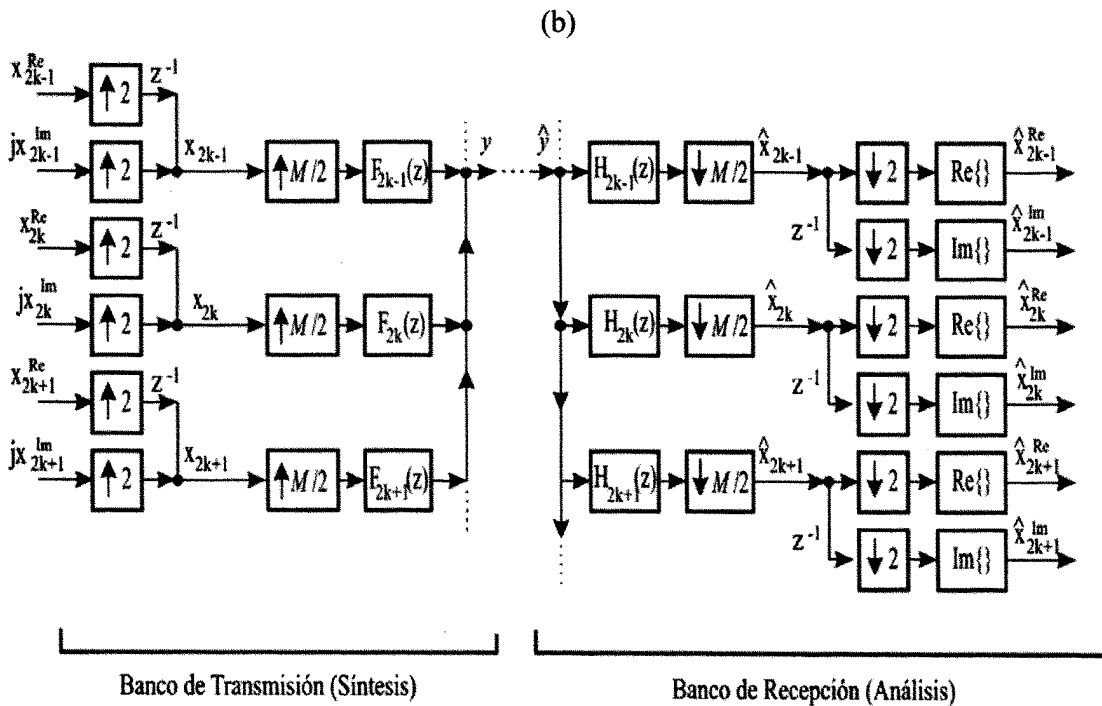 (b)
x^Re_2k-1
↑2
z^-1
jx^Im_2k-1
↑2
x_2k-1
↑M/2
F_2k-1(z)
y
ŷ
H_2k-1(z)
↓M/2
x̂_2k-1
↓2
Re{}
x̂^Re_2k-1
z^-1
↓2
Im{}
x̂^Im_2k-1
x^Re_2k
↑2
z^-1
jx^Im_2k
↑2
x_2k
↑M/2
F_2k(z)
H_2k(z)
↓M/2
x̂_2k
↓2
Re{}
x̂^Re_2k
z^-1
↓2
Im{}
x̂^Im_2k
x^Re_2k+1
↑2
z^-1
jx^Im_2k+1
↑2
x_2k+1
↑M/2
F_2k+1(z)
H_2k+1(z)
↓M/2
x̂_2k+1
↓2
Re{}
x̂^Re_2k+1
z^-1
↓2
Im{}
x̂^Im_2k+1
Banco de Transmisión (Síntesis)
Banco de Recepción (Análisis)